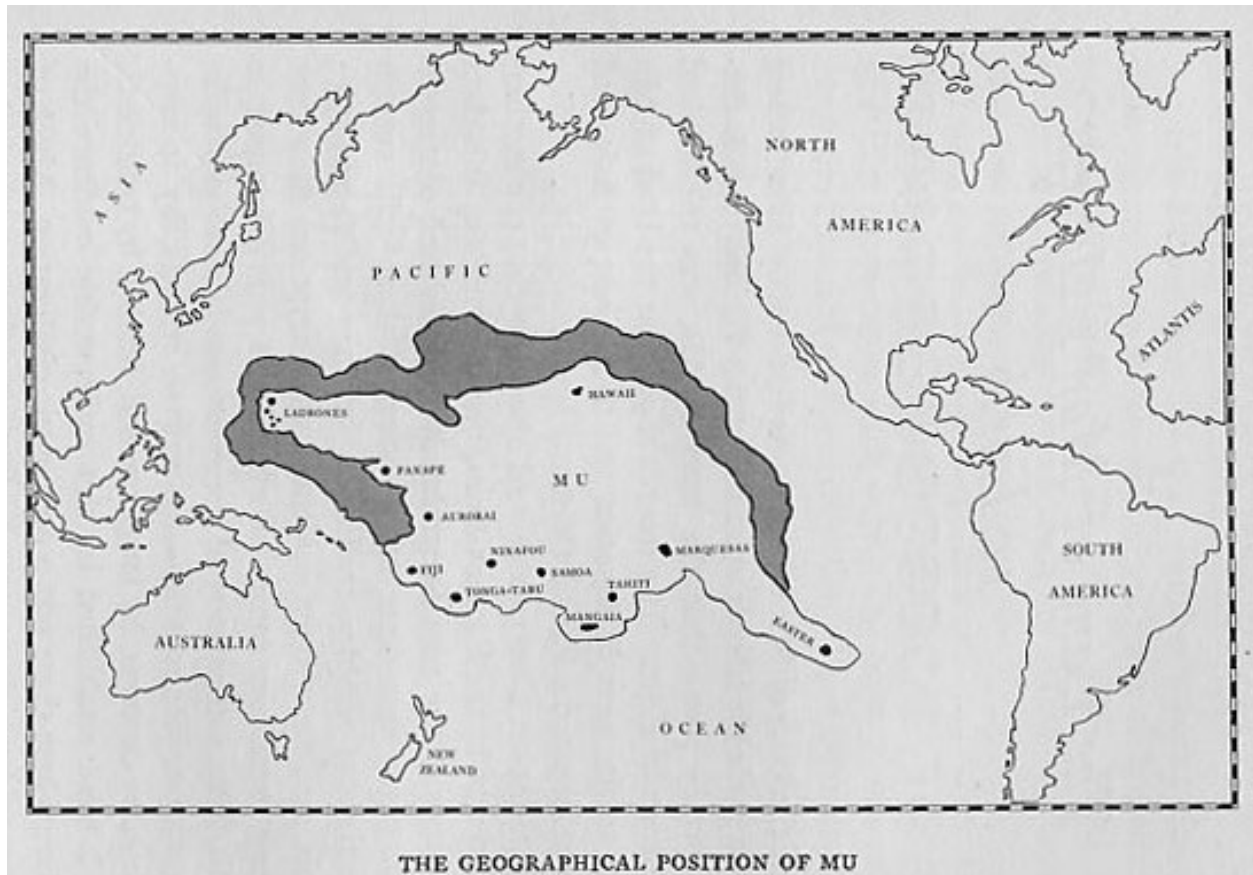 ASIA
NORTH
AMERICA
PACIFIC
ATLANTIS
HAWAII
LADRONES
PANAPE
MU
AURORAI
NINAFOU
MARQUESAS
FIJI
SAMOA
SOUTH
AMERICA
TONGA-TABU
TAHITI
MANGAIA
EASTER
AUSTRALIA
OCEAN
NEW
ZEALAND
THE GEOGRAPHICAL POSITION OF MU